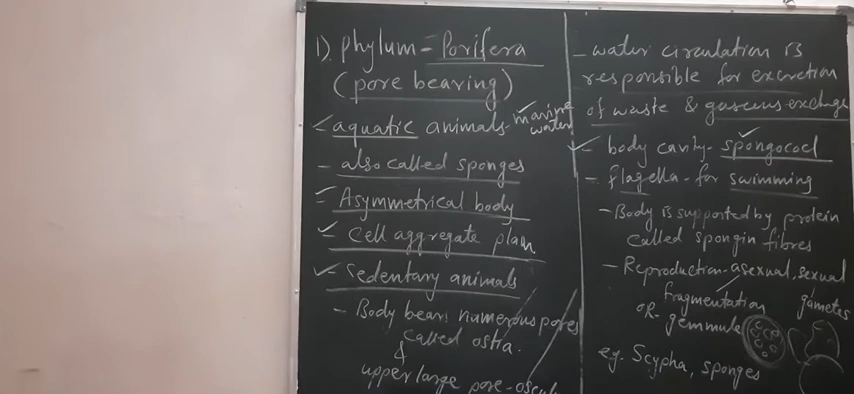 1). Phylum = Porifera
(pore bearing)
aquatic animals - marine water
- also called sponges
- Asymmetrical body
- Cell aggregate plan
- Sedentary animals
- Body bears numerous pores
called ostia.
&
upper large pore - oscul
- water circulation is
responsible for excretion
of waste & gaseous exchange
- body cavity - spongocoel
- flagella - for swimming
- Body is supported by protein
called spongin fibres
- Reproduction - asexual, sexual
fragmentation gametes
OR - gemmule
eg. Scypha, sponges